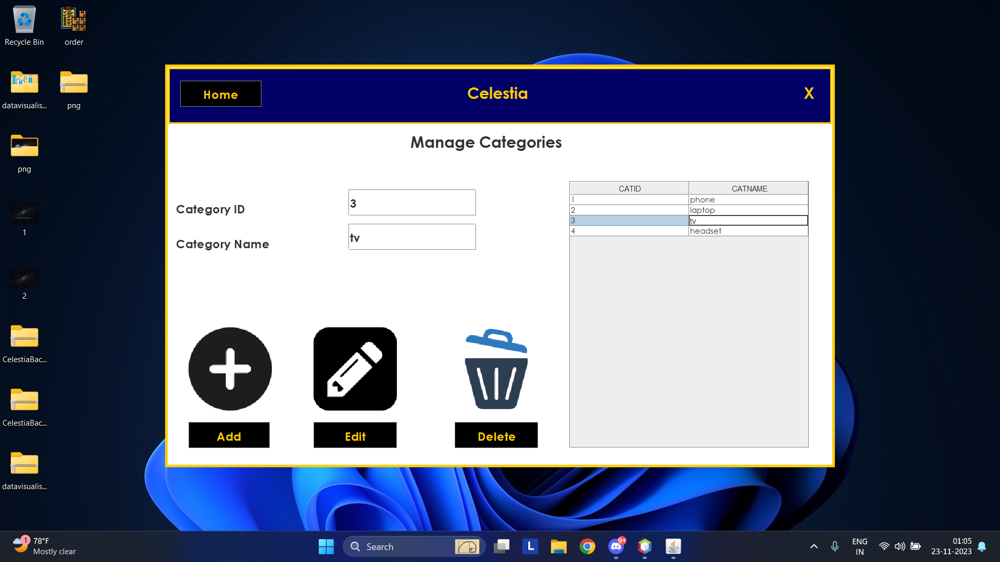 Recycle Bin
order
datavisualis...
png
png
1
2
CelestiaBac...
CelestiaBac...
datavisualis...
Home
Celestia
X
Manage Categories
Category ID
3
Category Name
tv
CATID CATNAME
1 phone
2 laptop
3 tv
4 headset
Add
Edit
Delete
1
78°F
Mostly clear
Search
L
9+
ENG
IN
01:05
23-11-2023